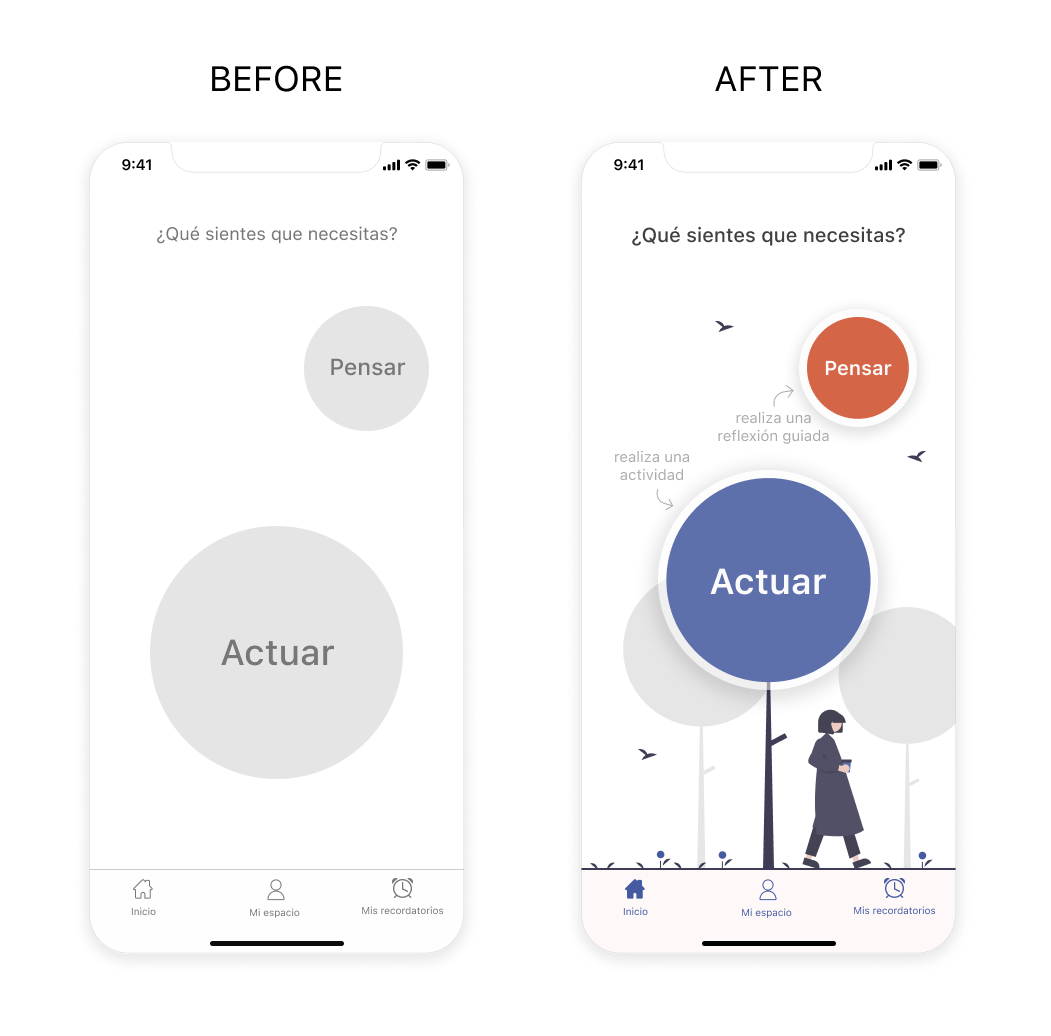 BEFORE
9:41
¿Qué sientes que necesitas?
Pensar
Actuar
Inicio
Mi espacio
Mis recordatorios
AFTER
9:41
¿Qué sientes que necesitas?
Pensar
realiza una
reflexión guiada
realiza una
actividad
Actuar
Inicio
Mi espacio
Mis recordatorios